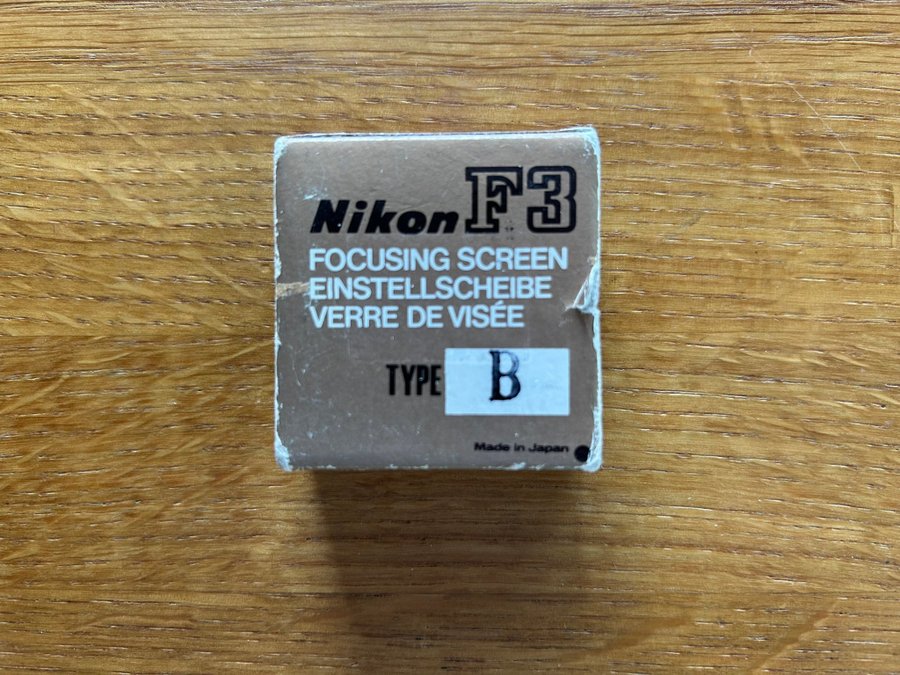 Nikon F3
FOCUSING SCREEN
EINSTELLSCHEIBE
VERRE DE VISÉE
TYPE B
Made in Japan